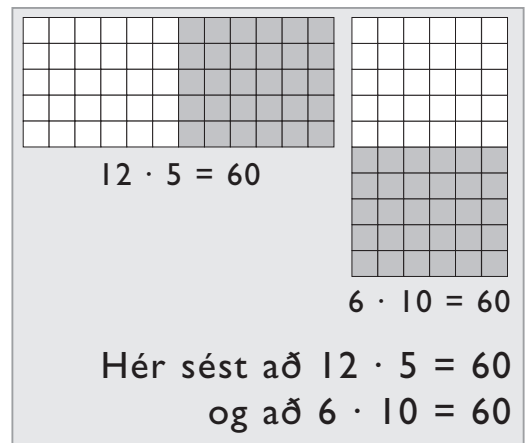 12 · 5 = 60
6 · 10 = 60
Hér sést að 12 · 5 = 60
og að 6 · 10 = 60